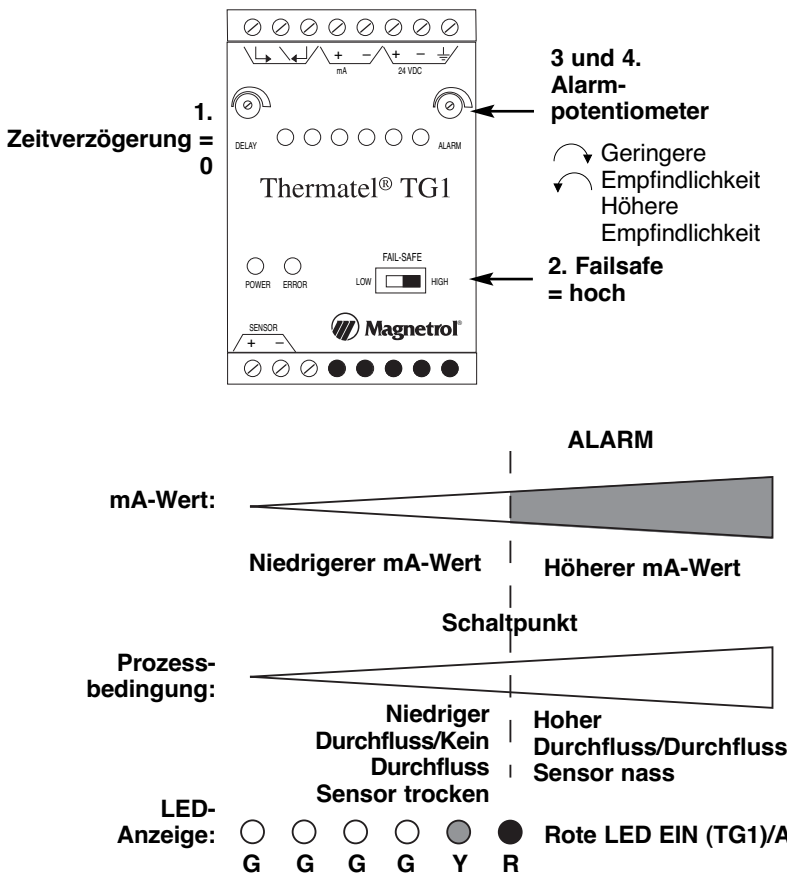 + − + −
mA 24 VDC
1.
Zeitverzögerung =
0
DELAY
ALARM
3 und 4.
Alarm-
potentiometer
Geringere
Empfindlichkeit
Höhere
Empfindlichkeit
Thermatel® TG1
POWER ERROR
FAIL-SAFE
LOW HIGH
2. Failsafe
= hoch
SENSOR
+ −
Magnetrol®
ALARM
mA-Wert:
Niedrigerer mA-Wert
Höherer mA-Wert
Schaltpunkt
Prozess-
bedingung:
Niedriger
Durchfluss/Kein
Durchfluss
Sensor trocken
Hoher
Durchfluss/Durchfluss
Sensor nass
LED-
Anzeige:
Rote LED EIN (TG1)/A
G G G G Y R